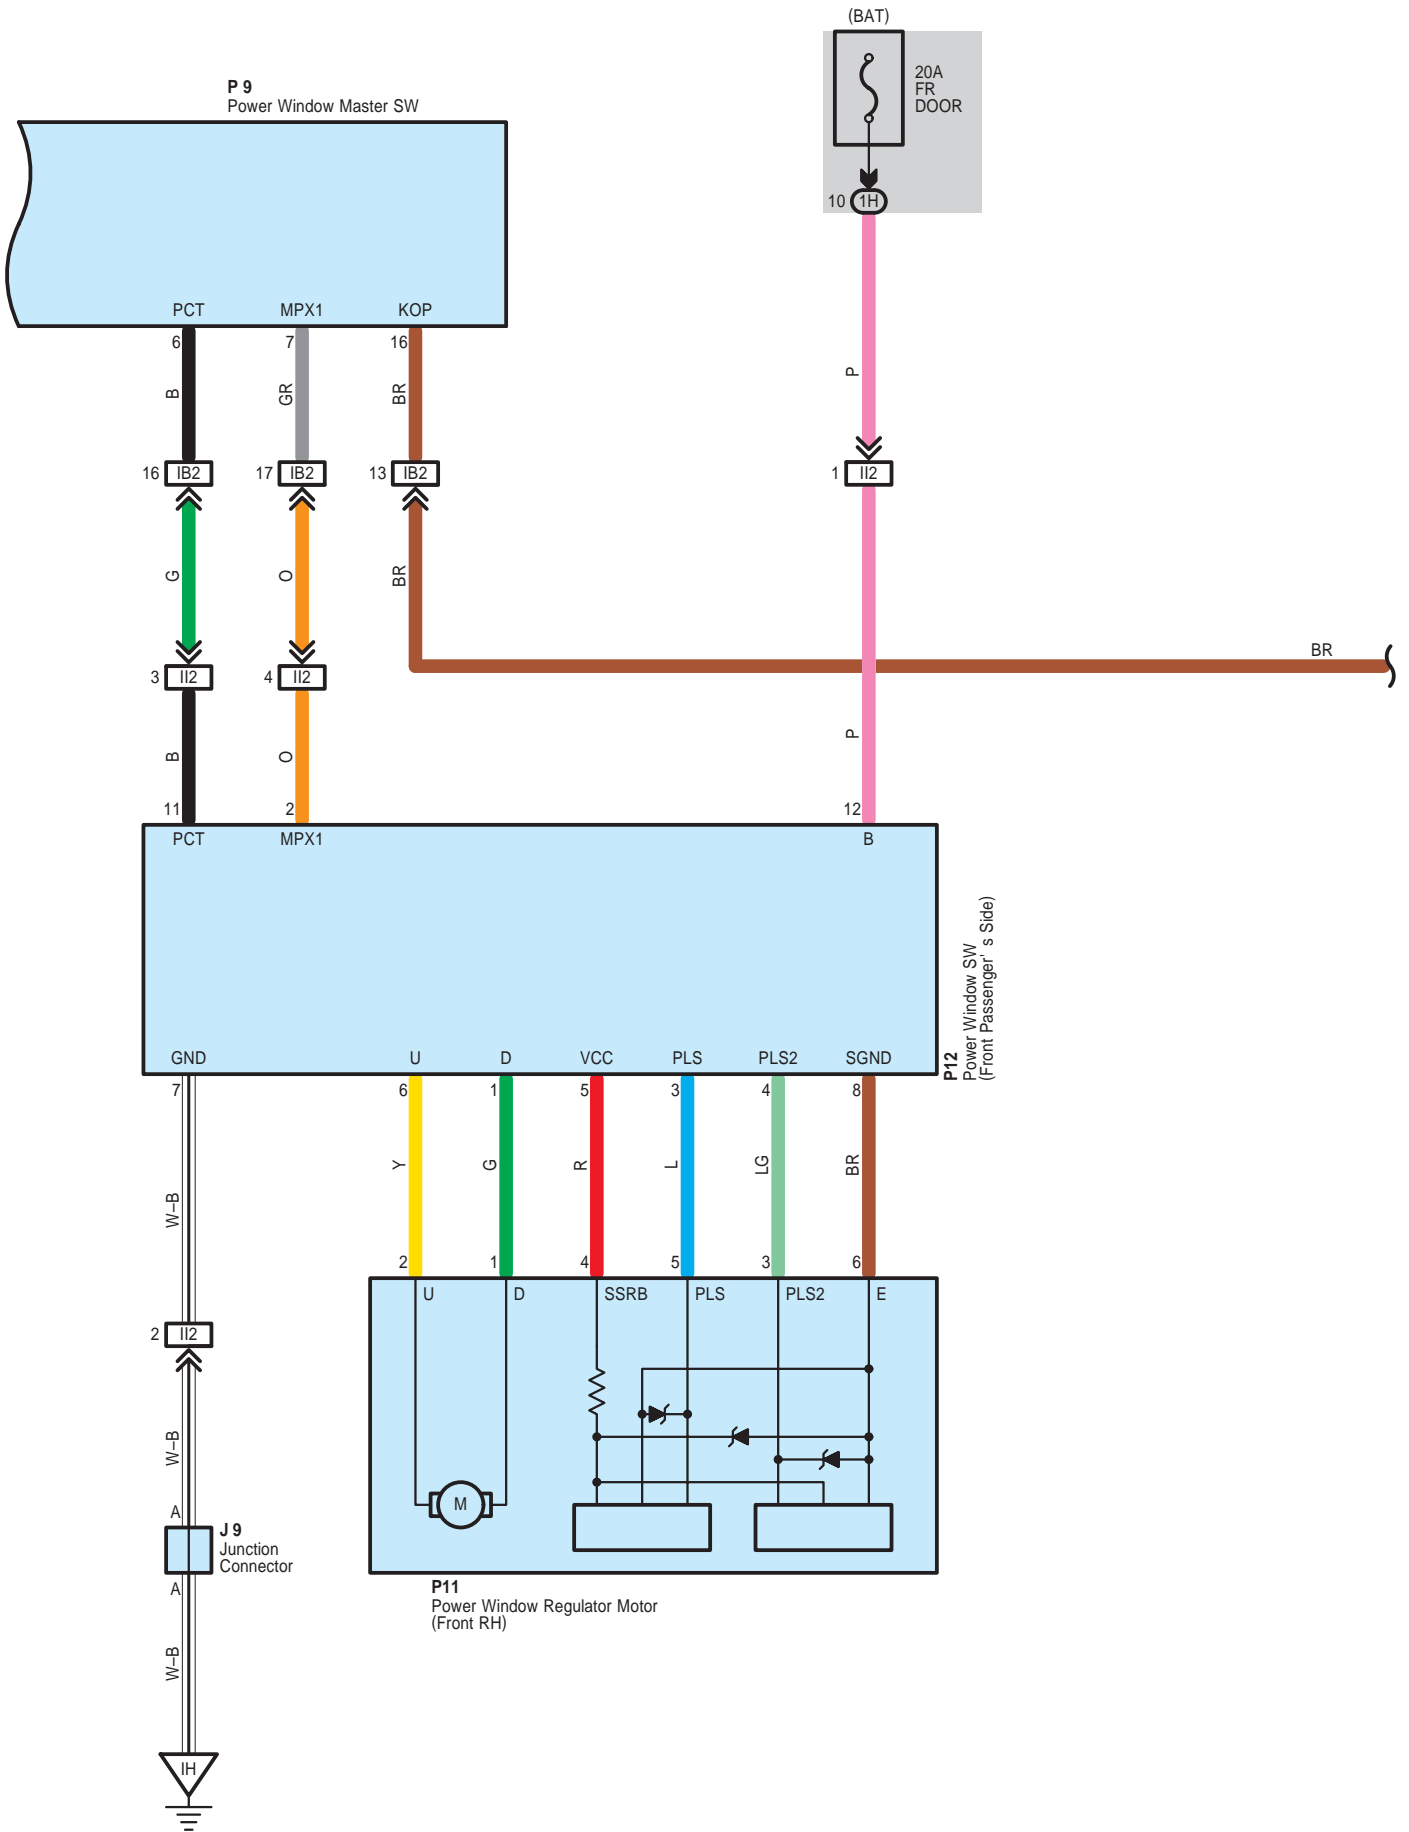 (BAT)
20A
FR
DOOR
10 1H
P 9
Power Window Master SW
PCT MPX1 KOP
6 7 16
B GR BR P
16 IB2 17 IB2 13 IB2 1 II2
G O BR
BR
3 II2 4 II2
B O P
11 2 12
PCT MPX1 B
P12
Power Window SW
(Front Passenger' s Side)
GND U D VCC PLS PLS2 SGND
7 6 1 5 3 4 8
W–B Y G R L LG BR
2 1 4 5 3 6
U D SSRB PLS PLS2 E
2 II2
W–B
M
A
J 9
Junction
Connector
A
P11
Power Window Regulator Motor
(Front RH)
W–B
IH